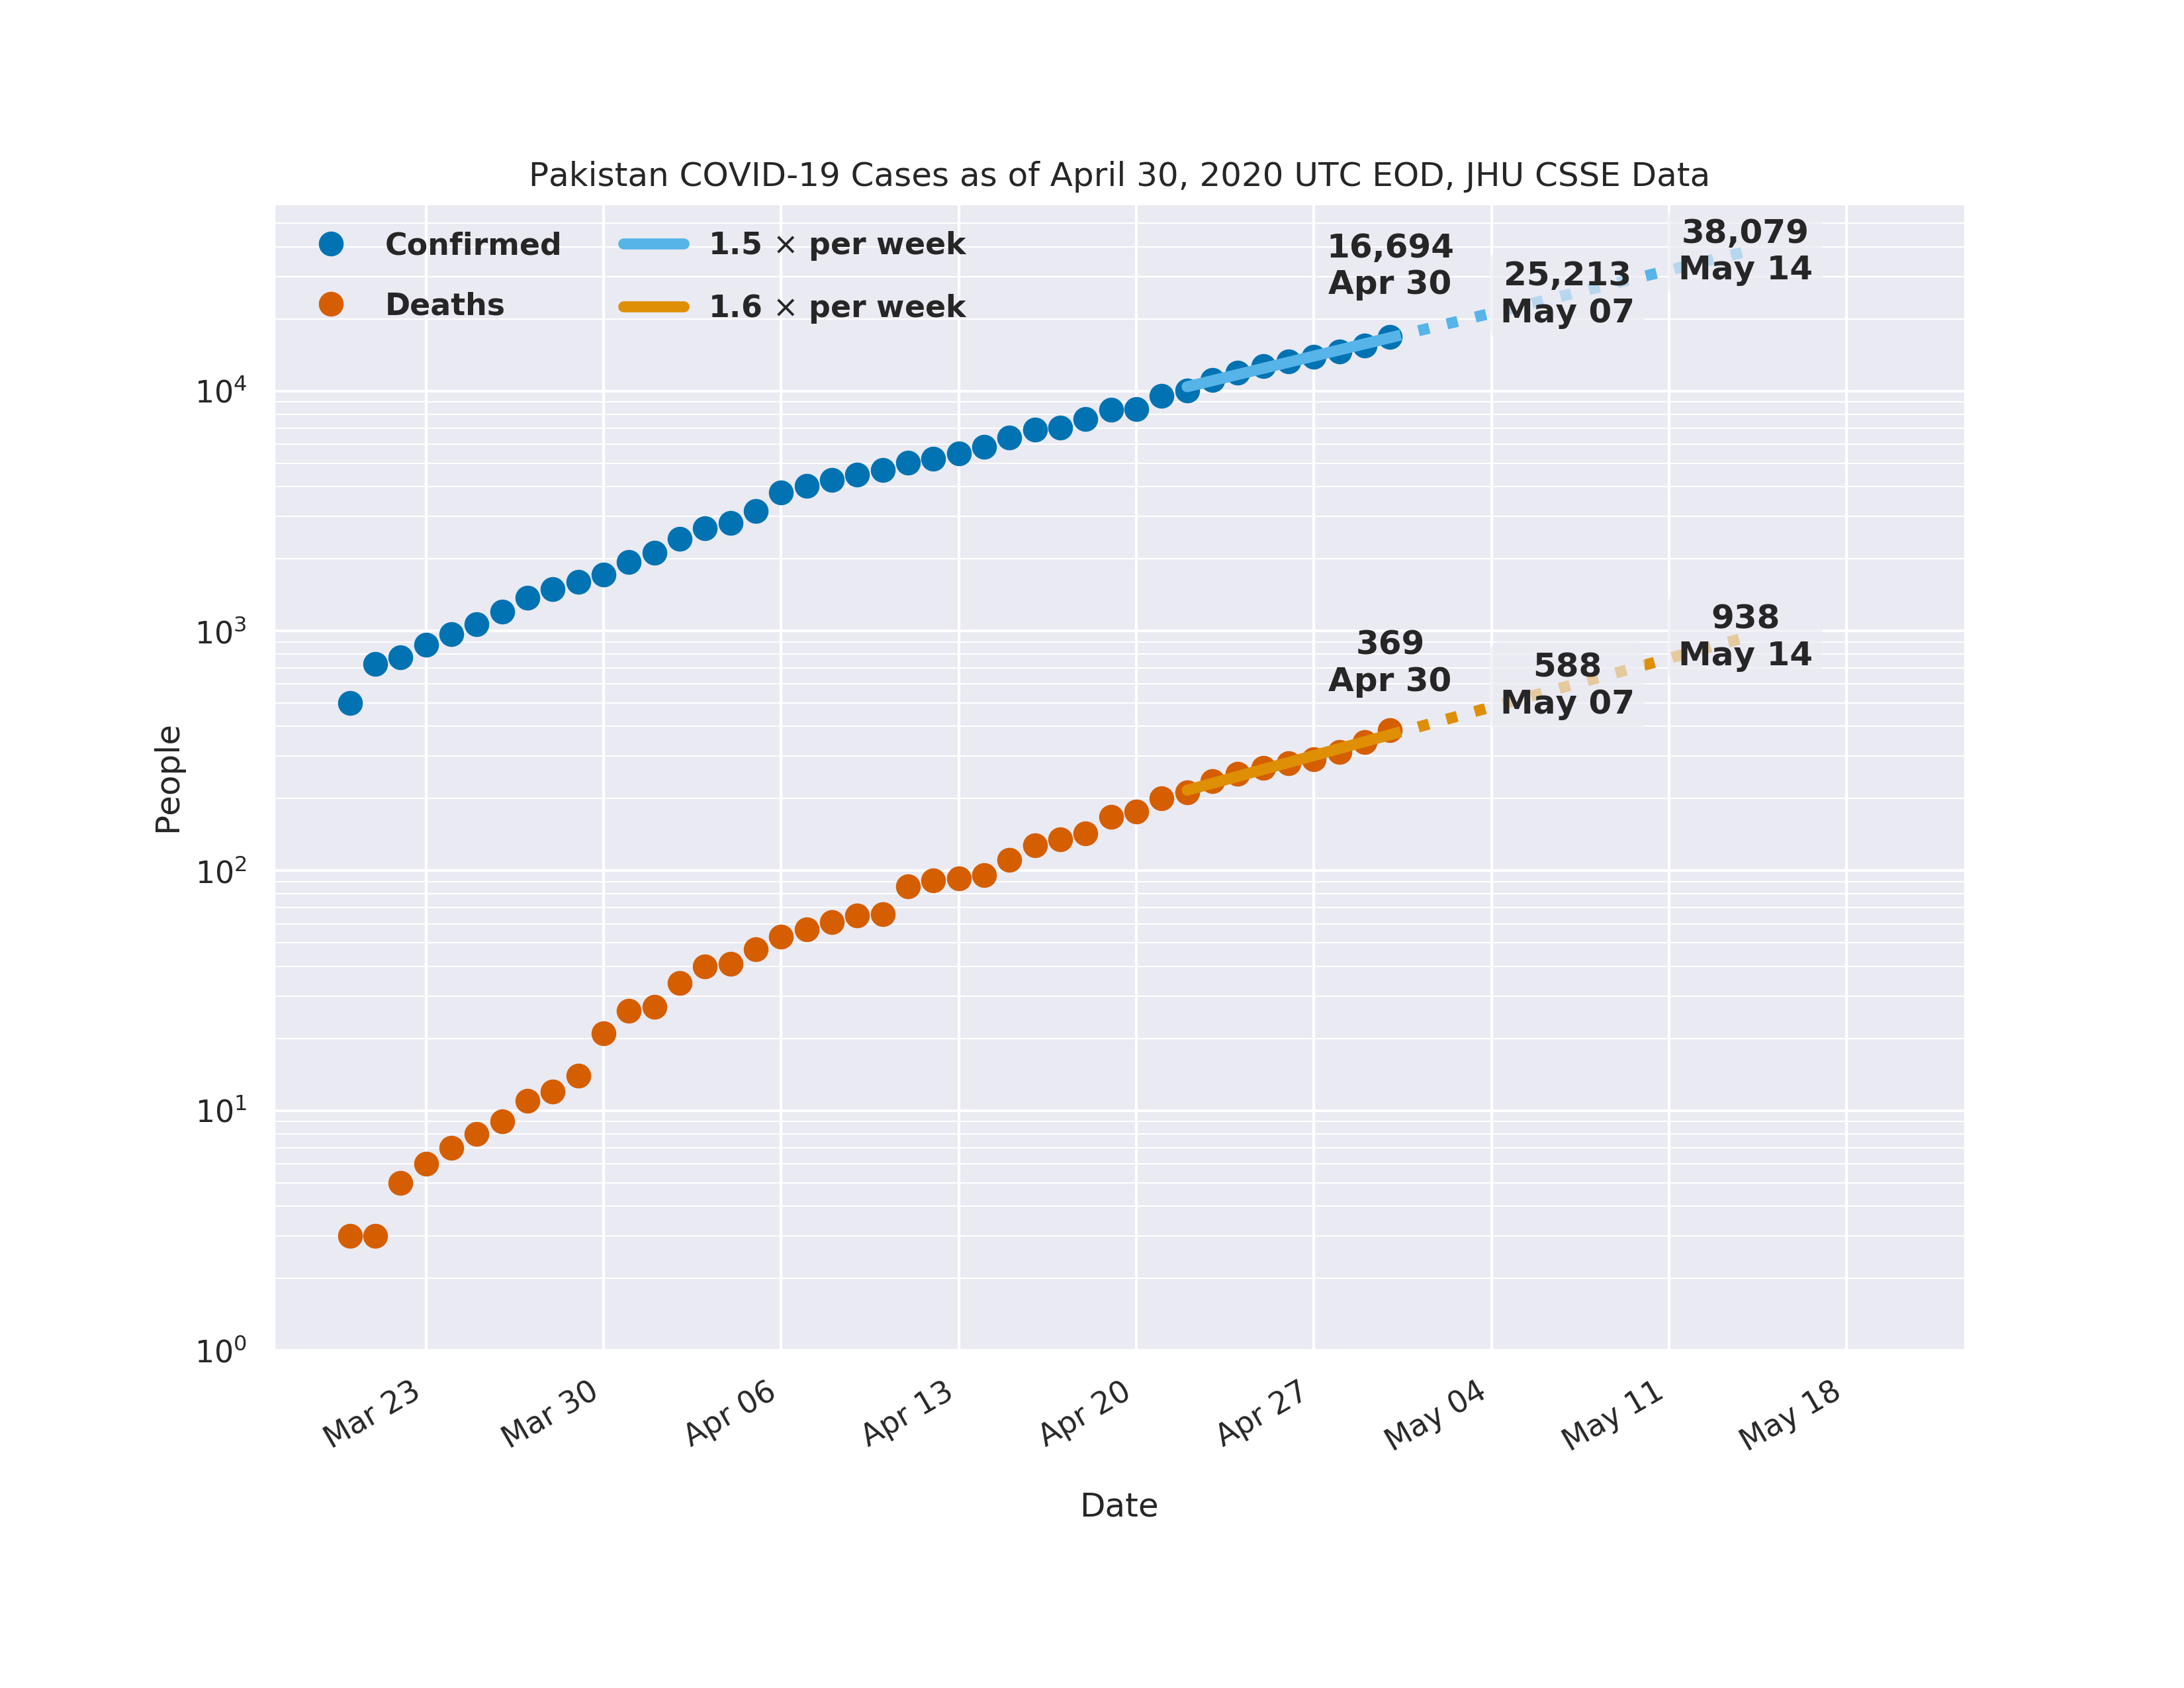 Pakistan COVID-19 Cases as of April 30, 2020 UTC EOD, JHU CSSE Data
Confirmed
Deaths
1.5 × per week
1.6 × per week
16,694
Apr 30
25,213
May 07
38,079
May 14
369
Apr 30
588
May 07
938
May 14
People
10⁴
10³
10²
10¹
10⁰
Mar 23
Mar 30
Apr 06
Apr 13
Apr 20
Apr 27
May 04
May 11
May 18
Date